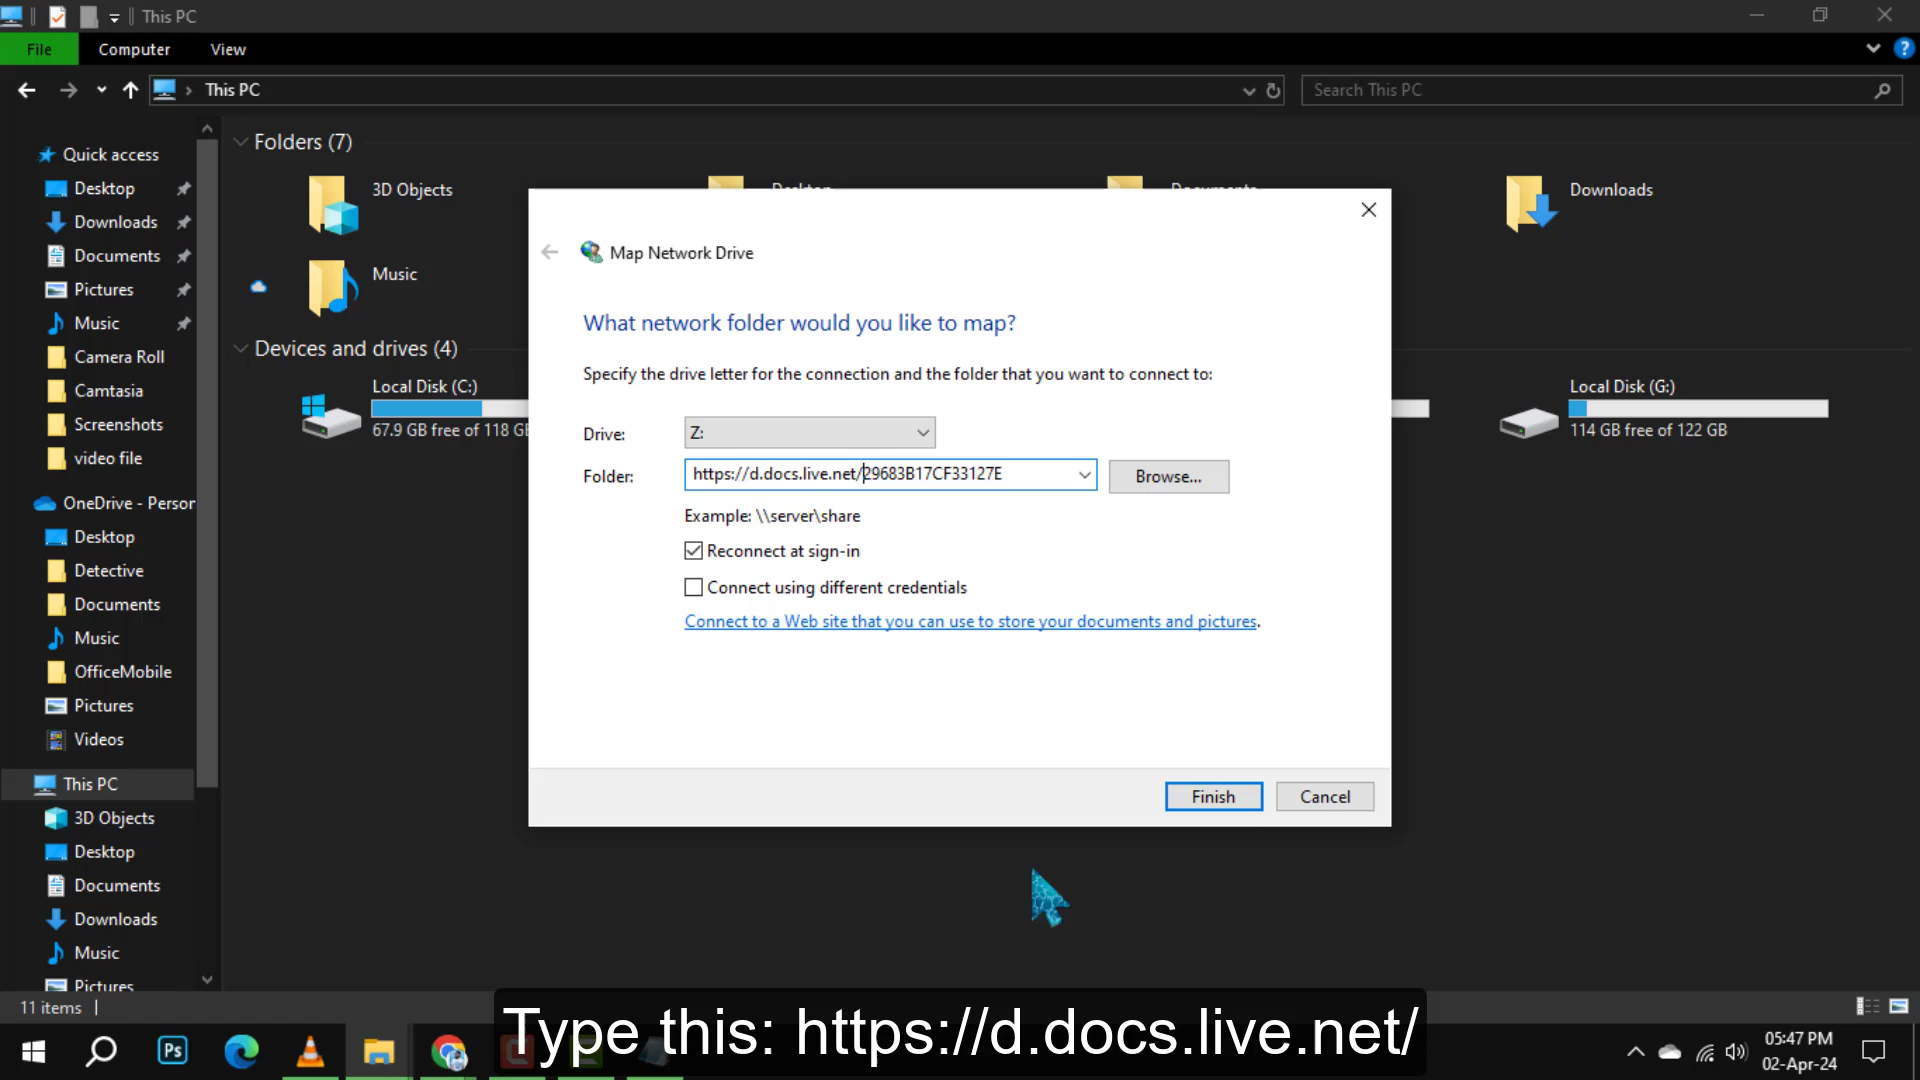 This PC
File
Computer
View
This PC
Search This PC
Quick access
Desktop
Downloads
Documents
Pictures
Music
Camera Roll
Camtasia
Screenshots
video file
OneDrive - Person
Desktop
Detective
Documents
Music
OfficeMobile
Pictures
Videos
This PC
3D Objects
Desktop
Documents
Downloads
Music
Pictures
Folders (7)
3D Objects
Desktop
Documents
Downloads
Music
Devices and drives (4)
Local Disk (C:)
67.9 GB free of 118 GB
Local Disk (G:)
114 GB free of 122 GB
Map Network Drive
What network folder would you like to map?
Specify the drive letter for the connection and the folder that you want to connect to:
Drive:
Z:
Folder:
https://d.docs.live.net/29683B17CF33127E
Browse...
Example: \\server\share
Reconnect at sign-in
Connect using different credentials
Connect to a Web site that you can use to store your documents and pictures.
Finish
Cancel
11 items
Type this: https://d.docs.live.net/
Ps
05:47 PM
02-Apr-24